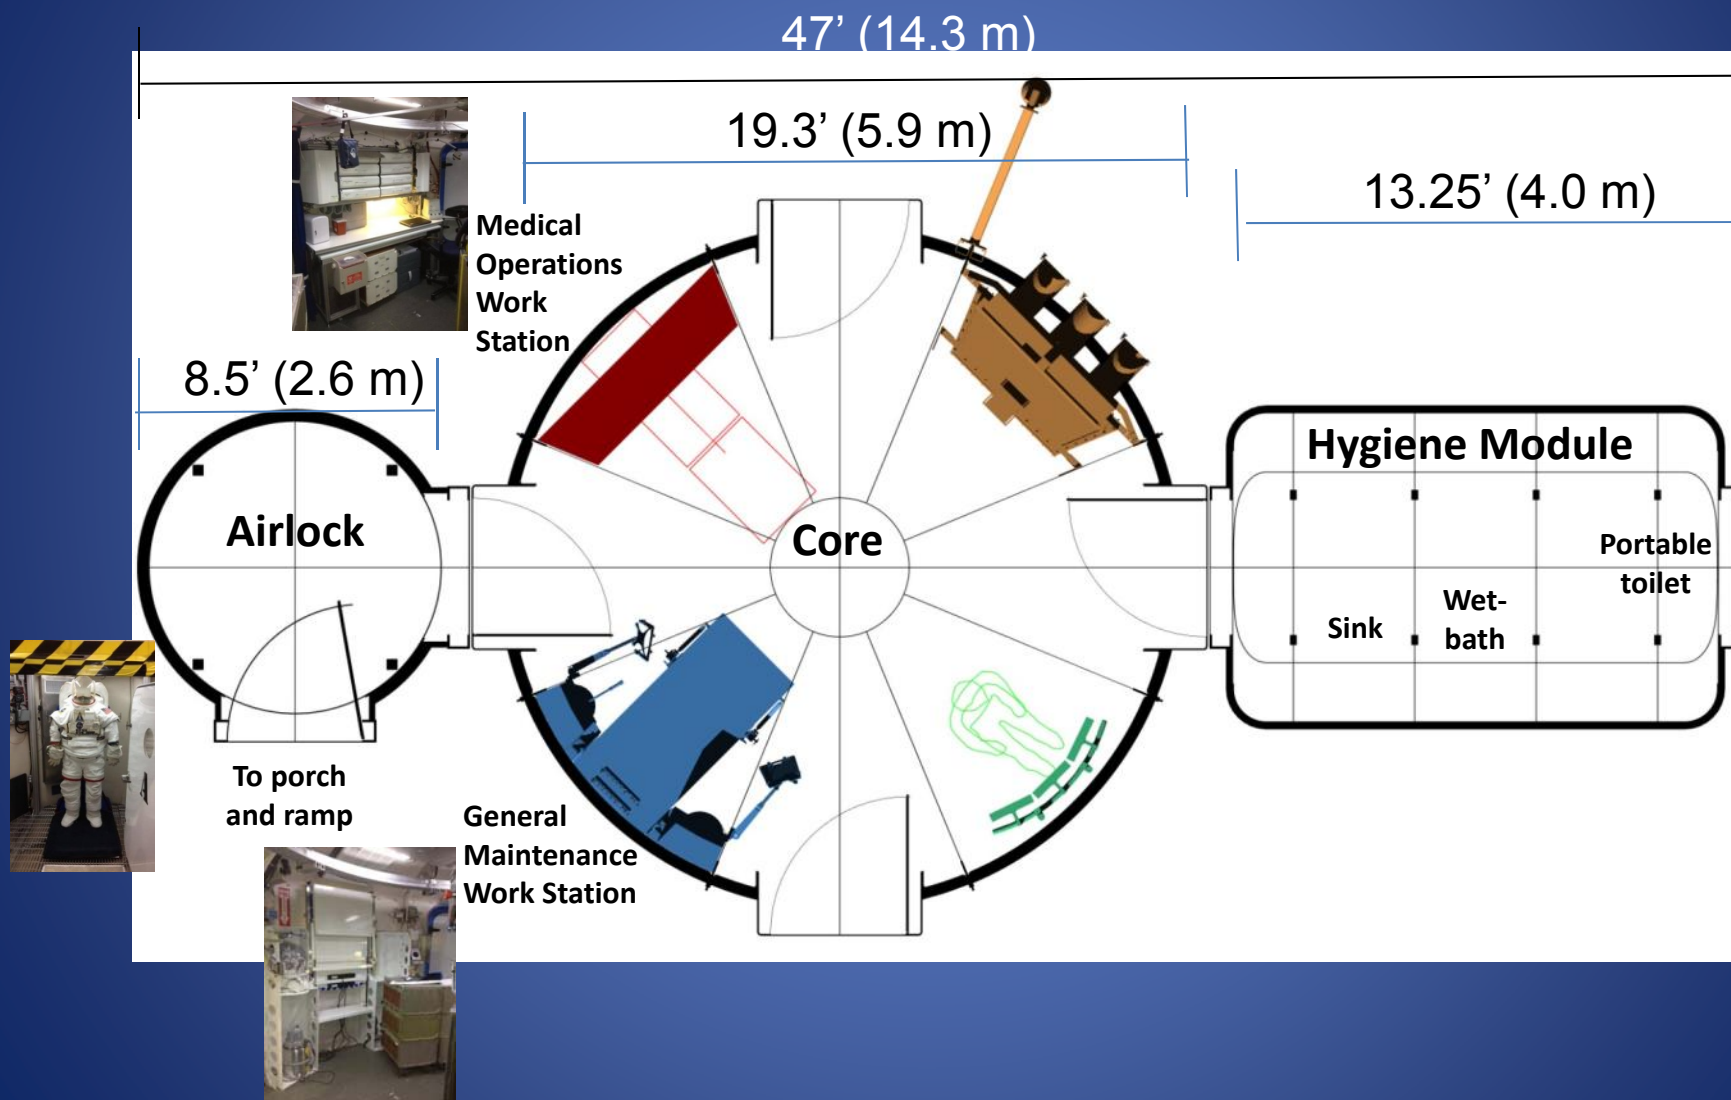 47’ (14.3 m)
19.3’ (5.9 m)
13.25’ (4.0 m)
Medical
Operations
Work
Station
8.5’ (2.6 m)
Hygiene Module
Airlock
Core
Portable
toilet
Wet-
bath
Sink
To porch
and ramp
General
Maintenance
Work Station